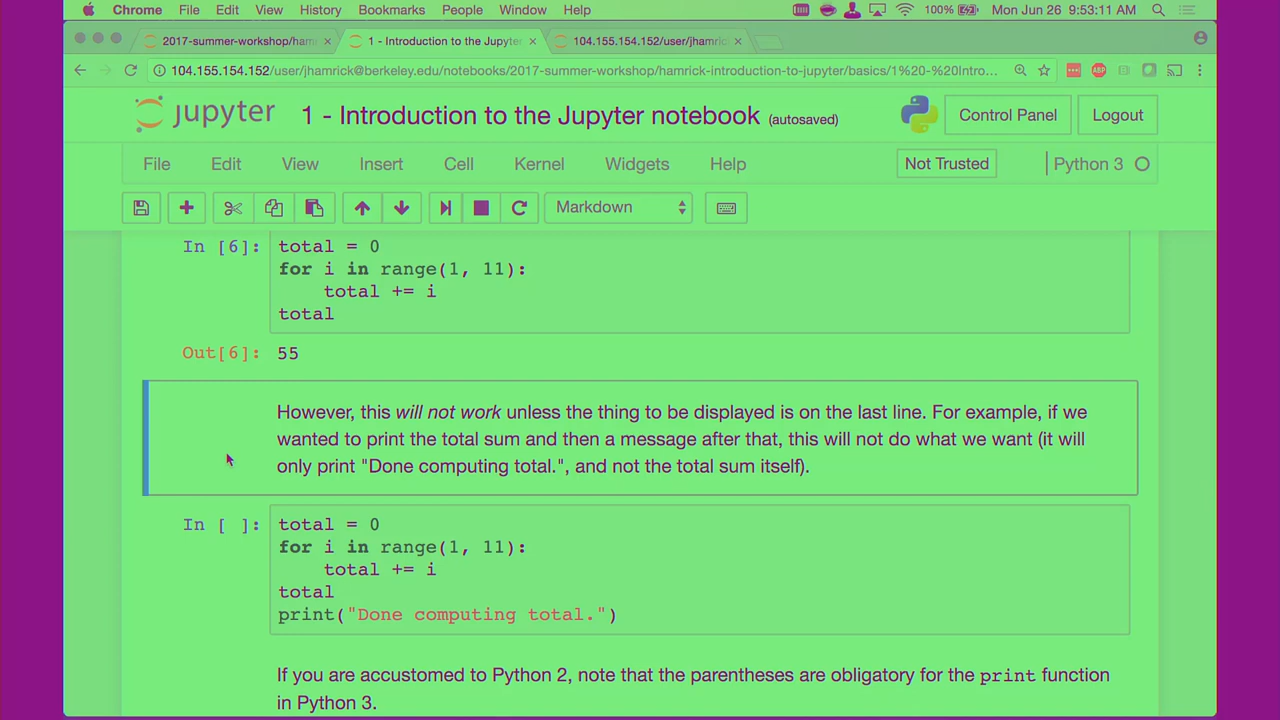 Chrome File Edit View History Bookmarks People Window Help 100% Mon Jun 26 9:53:11 AM
2017-summer-workshop/ham 1 - Introduction to the Jupyter 104.155.154.152/user/jhamric
104.155.154.152/user/jhamrick@berkeley.edu/notebooks/2017-summer-workshop/hamrick-introduction-to-jupyter/basics/1%20-%20Intro... ABP
jupyter 1 - Introduction to the Jupyter notebook (autosaved) Control Panel Logout
File Edit View Insert Cell Kernel Widgets Help Not Trusted Python 3
Markdown
In [6]: total = 0
for i in range(1, 11):
total += i
total
Out[6]: 55
However, this will not work unless the thing to be displayed is on the last line. For example, if we
wanted to print the total sum and then a message after that, this will not do what we want (it will
only print "Done computing total.", and not the total sum itself).
In [ ]: total = 0
for i in range(1, 11):
total += i
total
print("Done computing total.")
If you are accustomed to Python 2, note that the parentheses are obligatory for the print function
in Python 3.